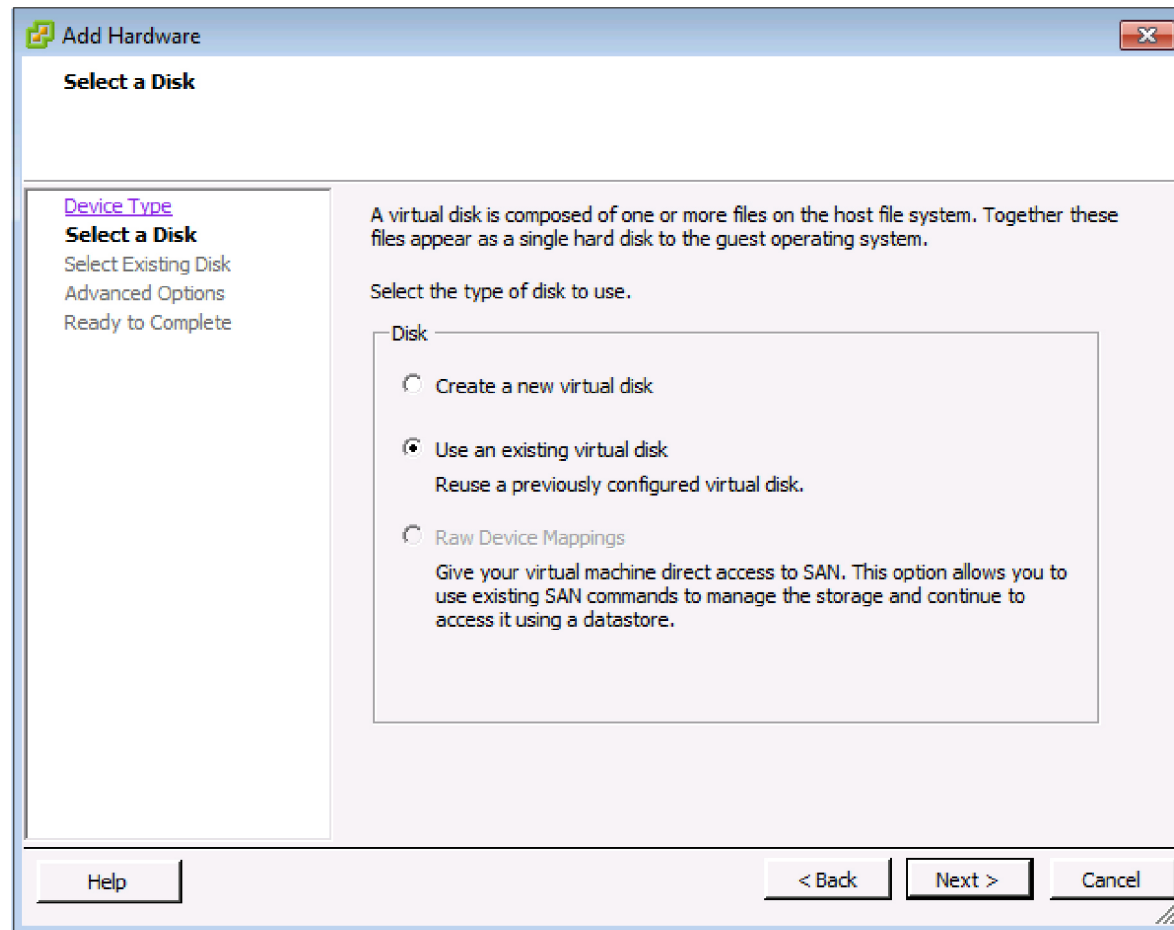 Add Hardware
Select a Disk
Device Type
Select a Disk
Select Existing Disk
Advanced Options
Ready to Complete
A virtual disk is composed of one or more files on the host file system. Together these
files appear as a single hard disk to the guest operating system.
Select the type of disk to use.
Disk
Create a new virtual disk
Use an existing virtual disk
Reuse a previously configured virtual disk.
Raw Device Mappings
Give your virtual machine direct access to SAN. This option allows you to
use existing SAN commands to manage the storage and continue to
access it using a datastore.
Help
< Back
Next >
Cancel